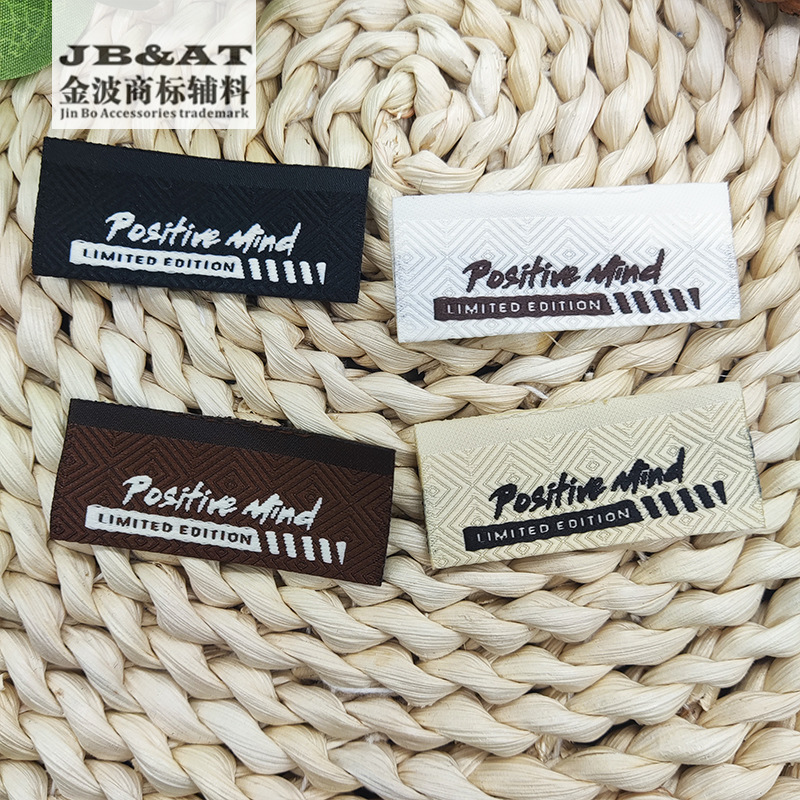 JB&AT
金波商标辅料
Jin Bo Accessories trademark
Positive Mind
LIMITED EDITION
Positive Mind
LIMITED EDITION
Positive Mind
LIMITED EDITION
Positive Mind
LIMITED EDITION